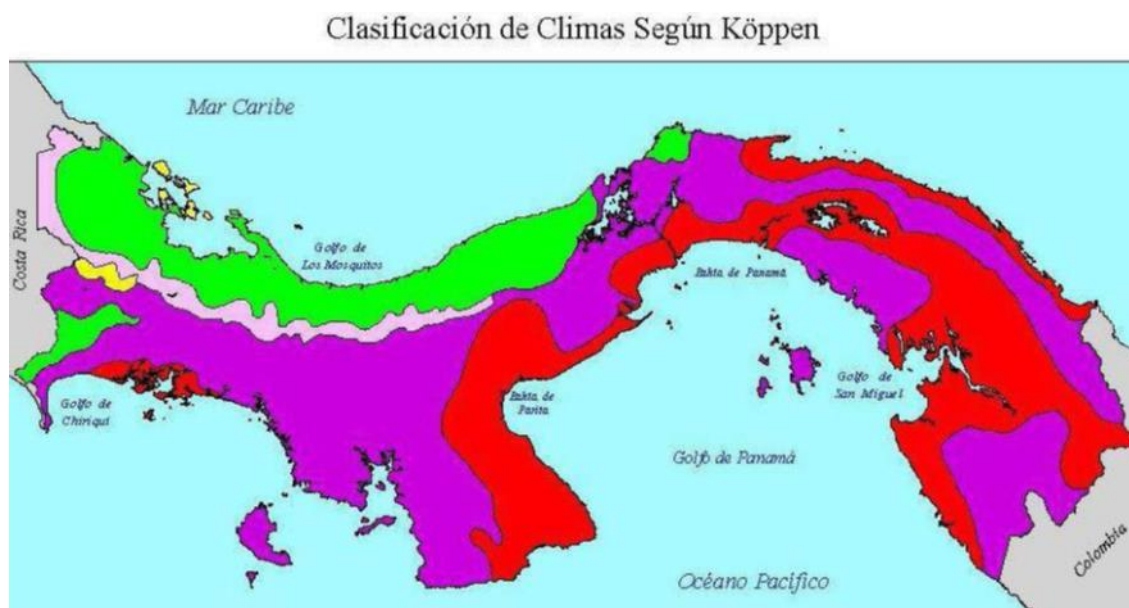 Clasificación de Climas Según Köppen
Mar Caribe
Costa Rica
Golfo de
Los Mosquitos
Bahía de Panamá
Golfo de
Chiriquí
Bahía de
Parita
Golfo de
San Miguel
Golfo de Panamá
Colombia
Océano Pacífico